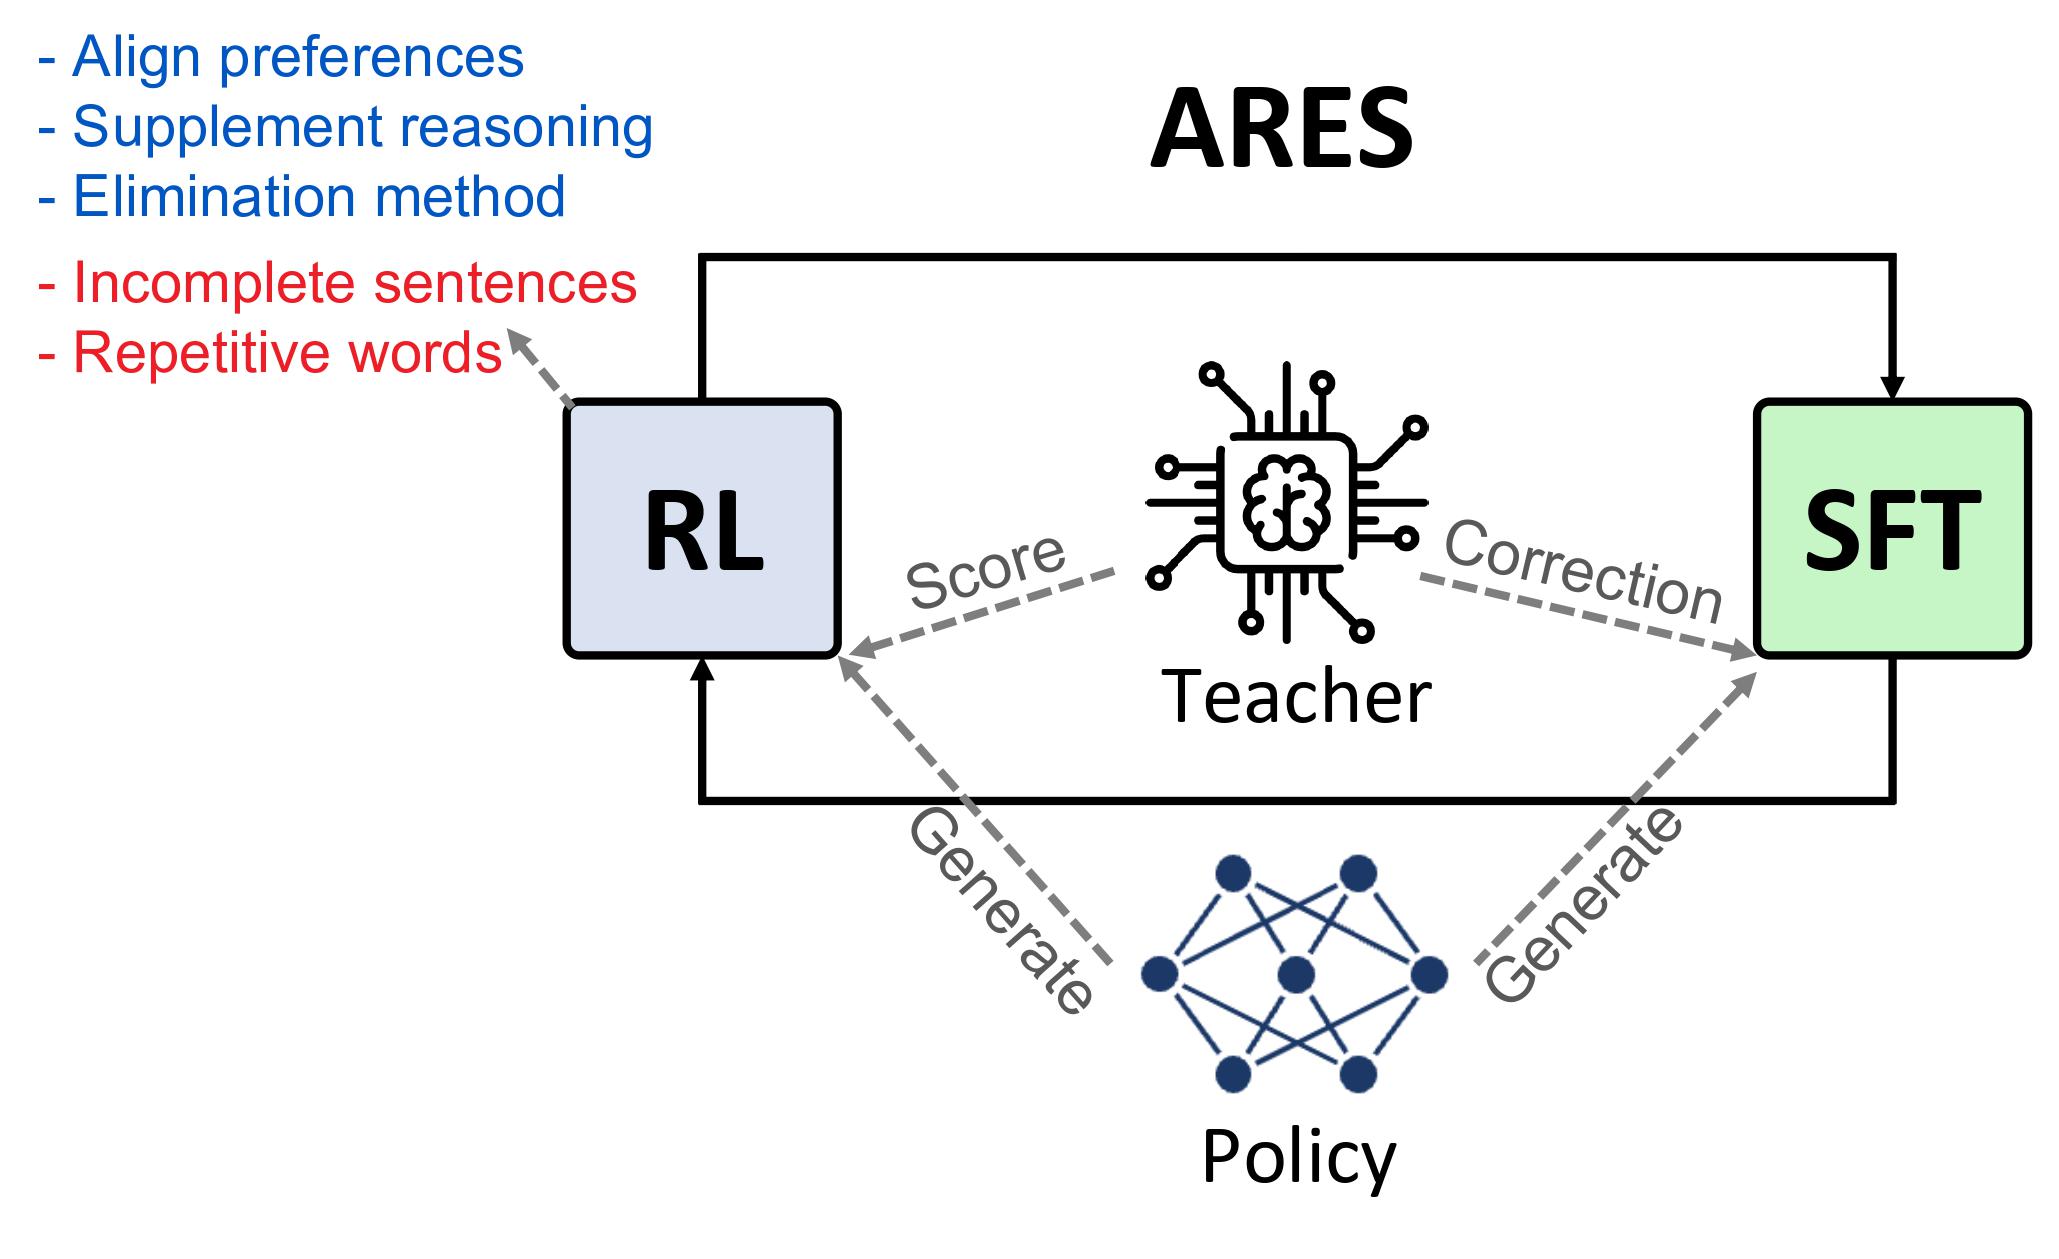 - Align preferences
- Supplement reasoning
- Elimination method
- Incomplete sentences
- Repetitive words
ARES
RL
Score
Teacher
Correction
SFT
Generate
Generate
Policy